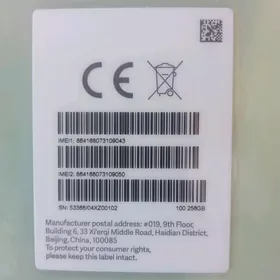 CE
IMEI1: 864168073109043
IMEI2: 864168073109050
SN: 53386/04XZ00102 100 256GB
Manufacturer postal address: #019, 9th Floor,
Building 6, 33 Xi'erqi Middle Road, Haidian District,
Beijing, China, 100085
To protect your consumer rights,
please keep this label intact